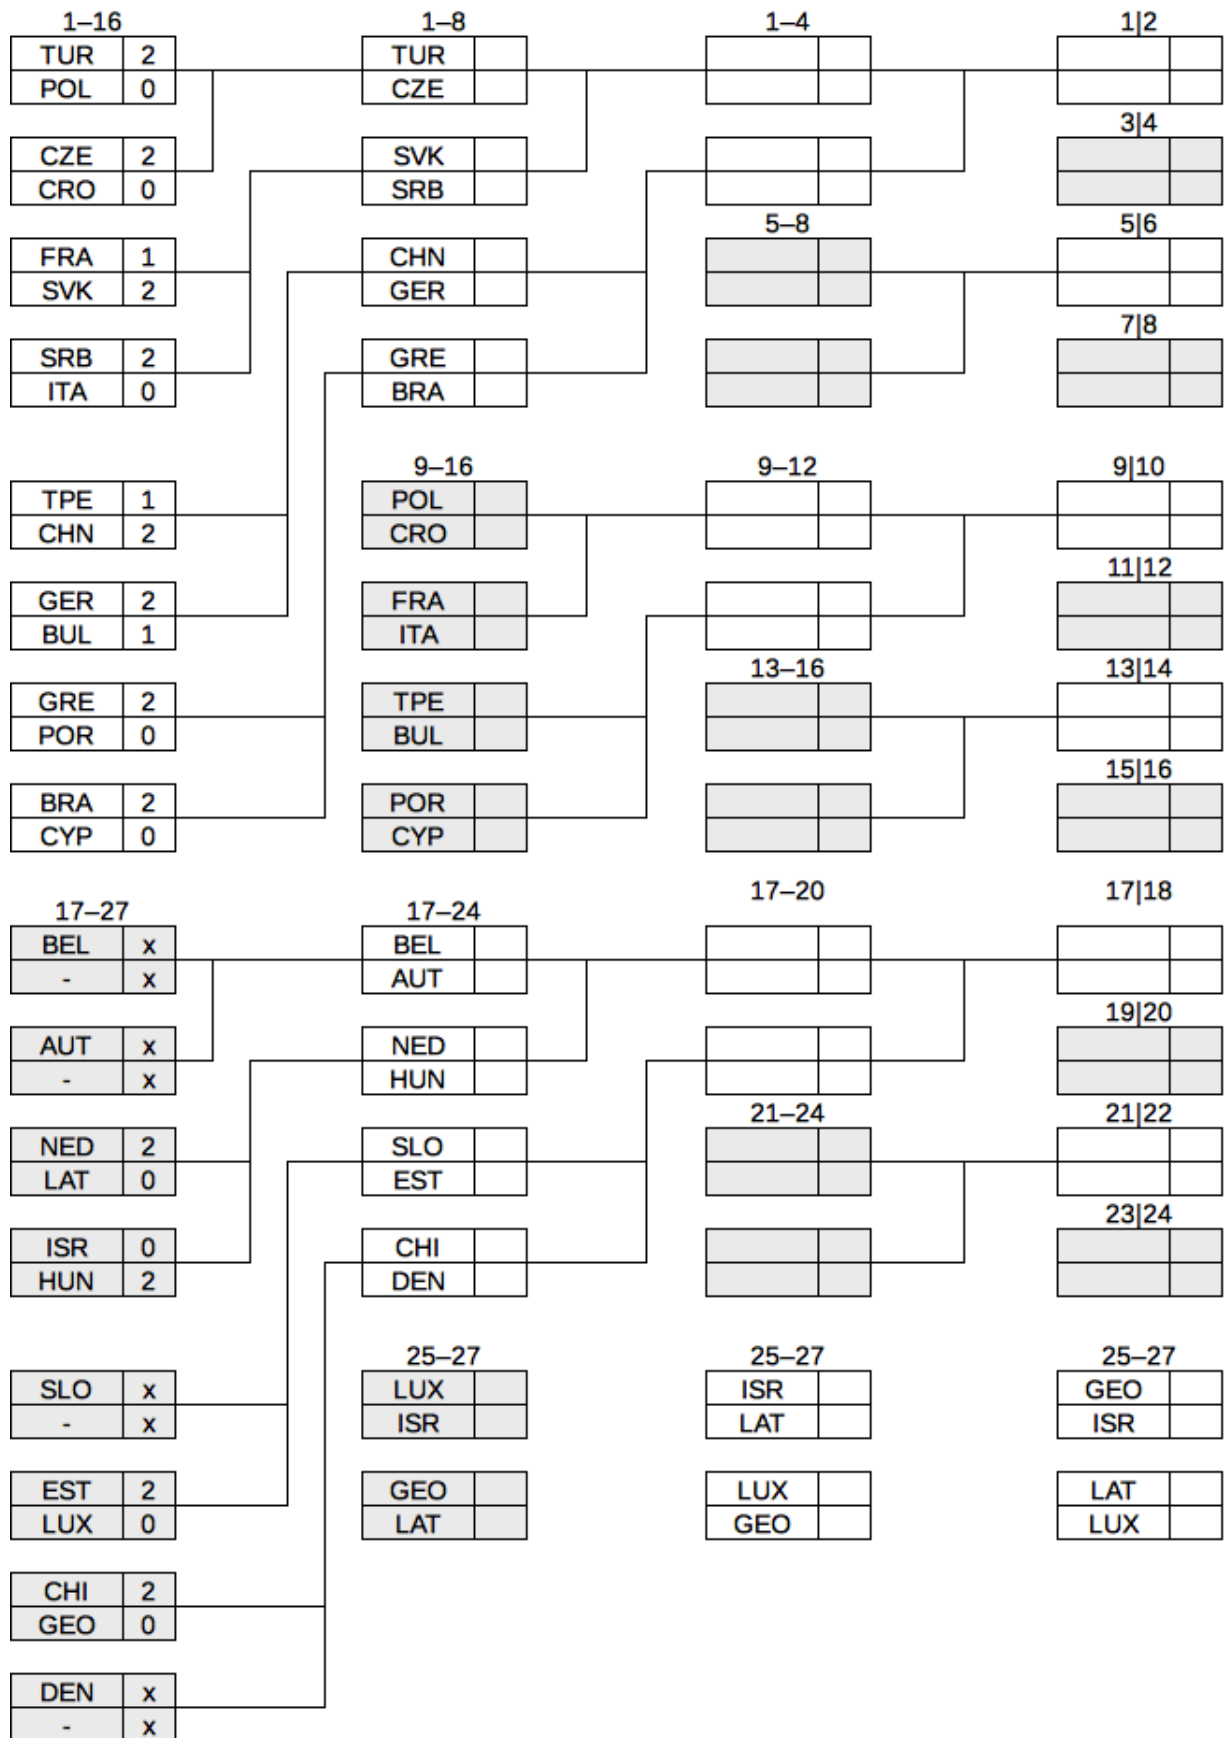 1–16 1–8 1–4 1|2
TUR 2 TUR
POL 0 CZE
3|4
CZE 2 SVK
CRO 0 SRB
5–8 5|6
FRA 1 CHN
SVK 2 GER
7|8
SRB 2 GRE
ITA 0 BRA
9–16 9–12 9|10
TPE 1 POL
CHN 2 CRO
11|12
GER 2 FRA
BUL 1 ITA
13–16 13|14
GRE 2 TPE
POR 0 BUL
15|16
BRA 2 POR
CYP 0 CYP
17–20 17|18
17–27 17–24
BEL x BEL
- x AUT
19|20
AUT x NED
- x HUN
21–24 21|22
NED 2 SLO
LAT 0 EST
23|24
ISR 0 CHI
HUN 2 DEN
25–27 25–27 25–27
SLO x LUX ISR GEO
- x ISR LAT ISR
EST 2 GEO LUX LAT
LUX 0 LAT GEO LUX
CHI 2
GEO 0
DEN x
- x